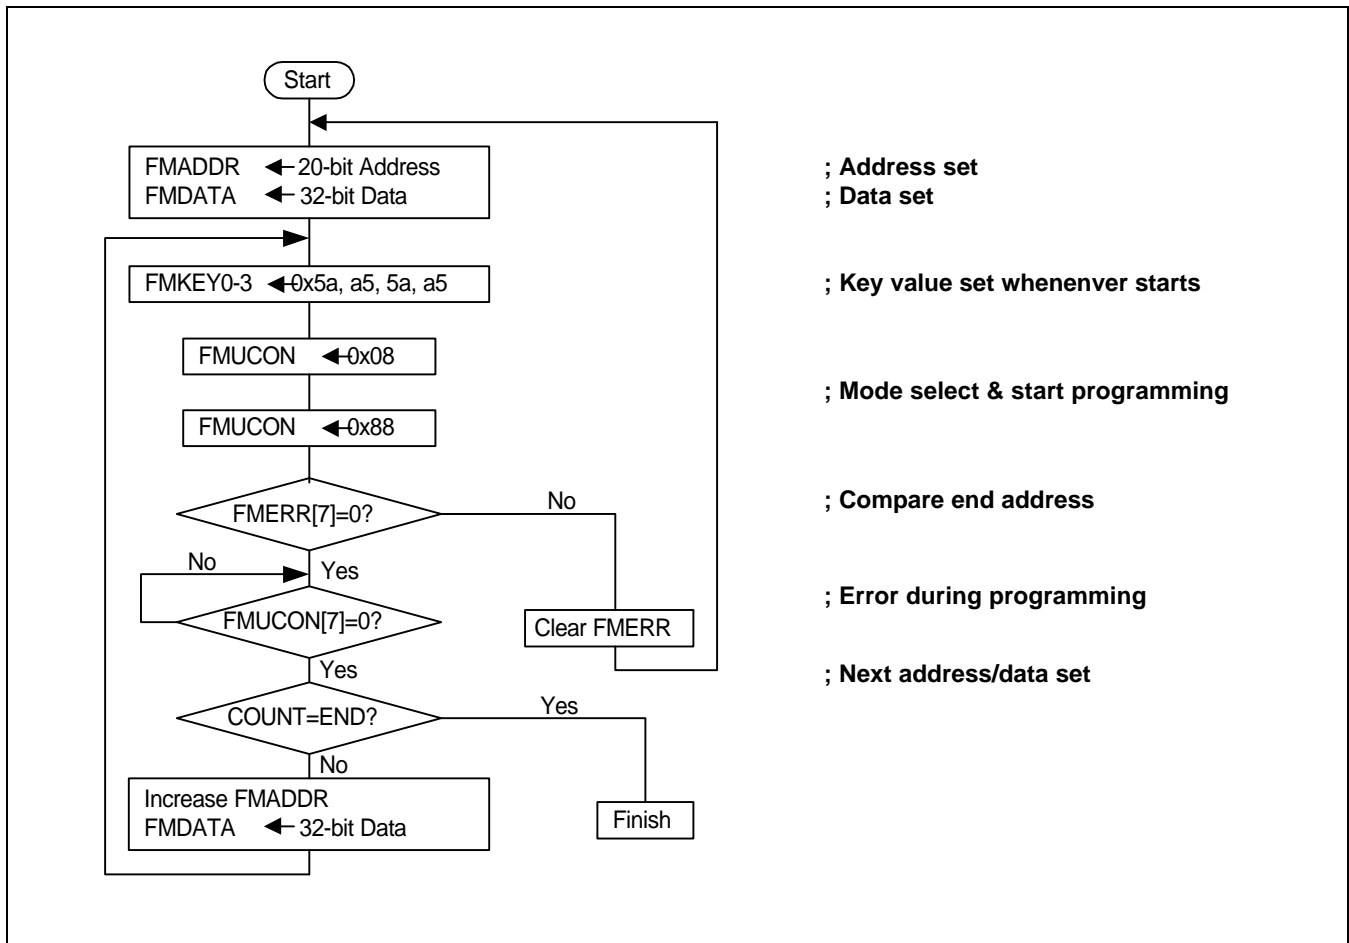 Start
FMADDR 20-bit Address
FMDATA 32-bit Data
; Address set
; Data set
FMKEY0-3 0x5a, a5, 5a, a5
; Key value set whenenver starts
FMUCON 0x08
; Mode select & start programming
FMUCON 0x88
FMERR[7]=0?
No
; Compare end address
Yes
No
FMUCON[7]=0?
Clear FMERR
; Error during programming
Yes
; Next address/data set
COUNT=END?
Yes
No
Increase FMADDR
FMDATA 32-bit Data
Finish